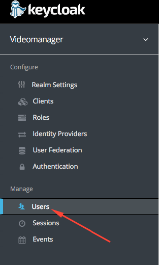 keycloak
Videomanager
Configure
Realm Settings
Clients
Roles
Identity Providers
User Federation
Authentication
Manage
Users
Sessions
Events